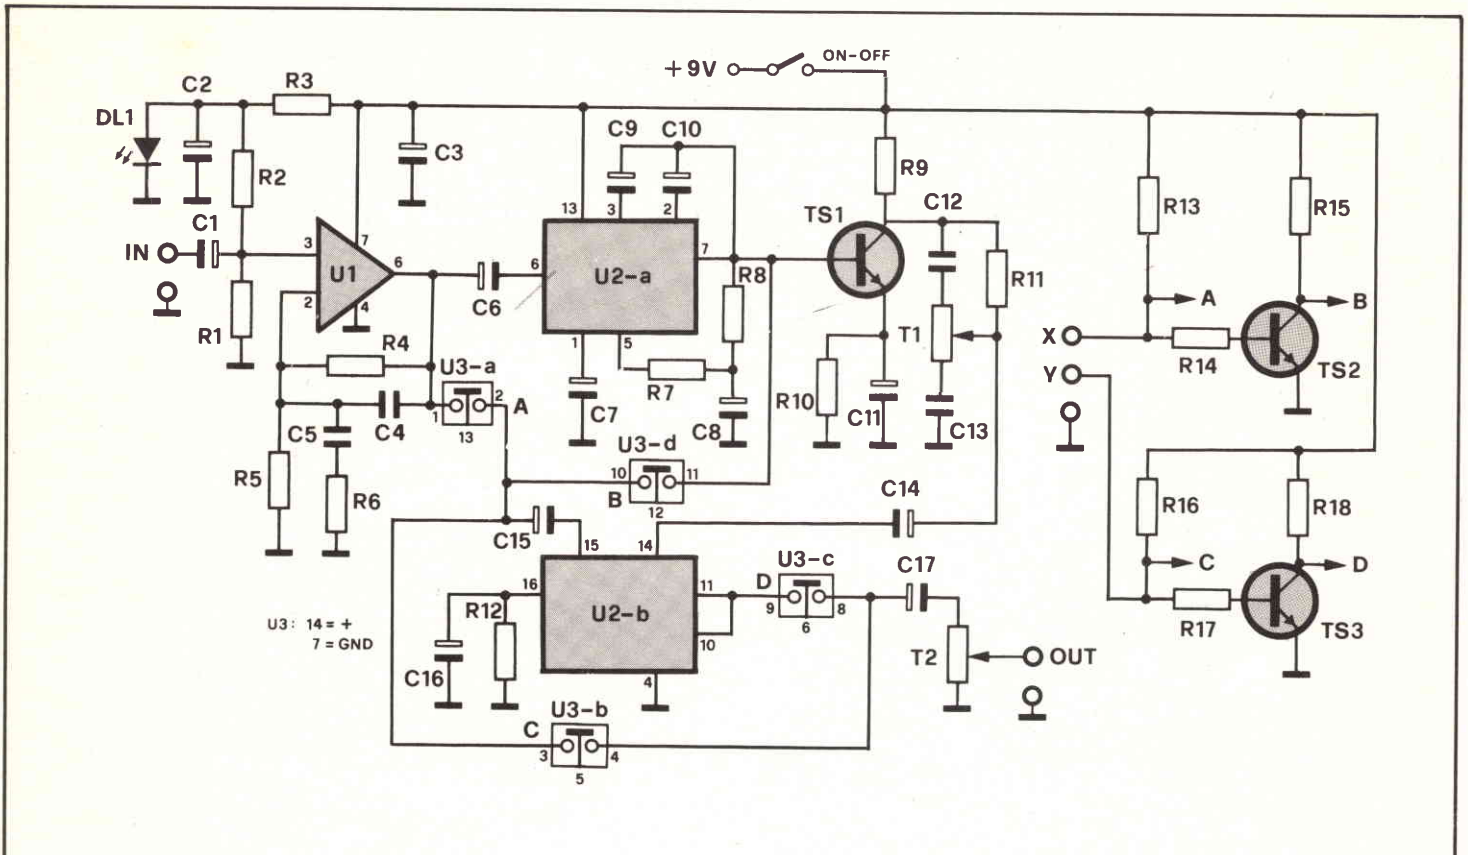 +9V ON-OFF
C2 R3
DL1
C9 C10
C3
R2
R9
C12
C1
13 3 2
TS1
R13 R15
IN
3 7
U1
6
2 4
C6
6 U2-a 7
R8
R11
A B
R1
1 5
T1
X
R14 TS2
R4
U3-a
1 2 A
13
R7
Y
C5 C4
C7
C8
R10 C11 C13
U3-d
10 11
B 12
R5 R6
C14
R16 R18
C15 15 14
U3-c
C17
C D
16 U2-b 11
D 9 8
6
R12
10
R17 TS3
U3: 14 = +
7 = GND
C16
4
T2 OUT
U3-b
C
3 4
5